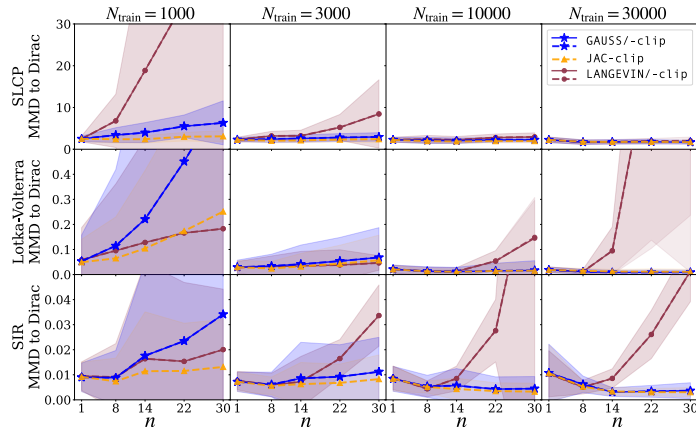 N_train = 1000
N_train = 3000
N_train = 10000
N_train = 30000
SLCP
MMD to Dirac
30
20
10
0
GAUSS/-clip
JAC-clip
LANGEVIN/-clip
Lotka-Volterra
MMD to Dirac
0.5
0.4
0.3
0.2
0.1
0.0
SIR
MMD to Dirac
0.04
0.03
0.02
0.01
0.00
1 8 14 22 30
1 8 14 22 30
1 8 14 22 30
1 8 14 22 30
n
n
n
n